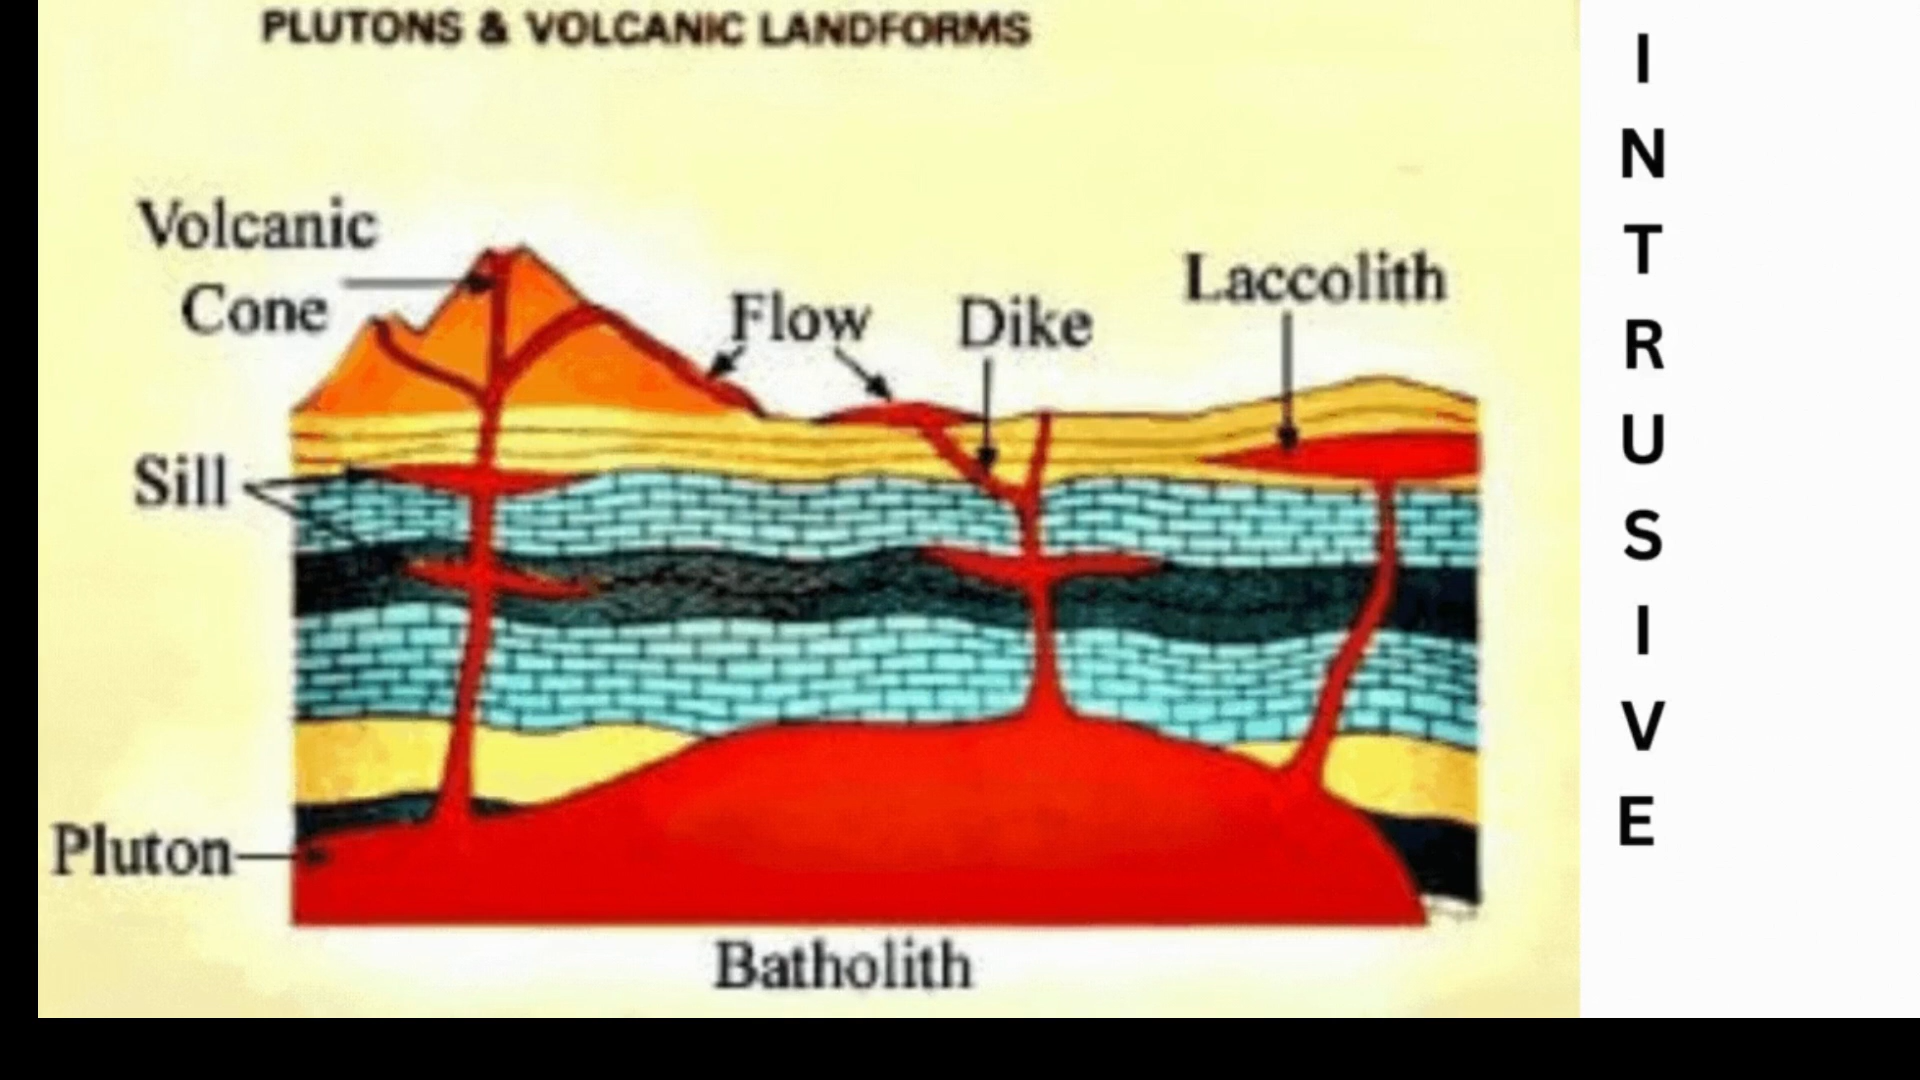 PLUTONS & VOLCANIC LANDFORMS
Volcanic
Cone
Flow
Dike
Laccolith
Sill
Pluton
Batholith
I
N
T
R
U
S
I
V
E